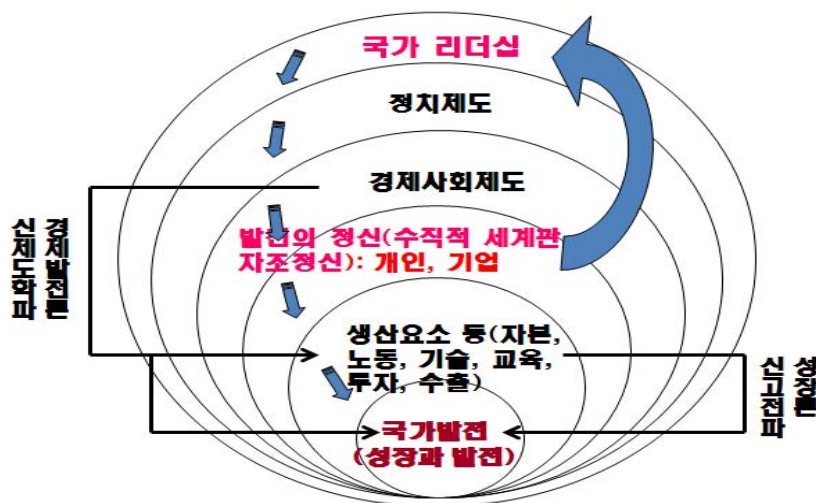 국가 리더십
정치제도
경제사회제도
발전의 정신(수직적 세계관,
자조정신): 개인, 기업
생산요소 등(자본,
노동, 기술, 교육,
투자, 수출)
국가발전
(성장과 발전)
경제발전론
신제도학파
성장론
신고전파